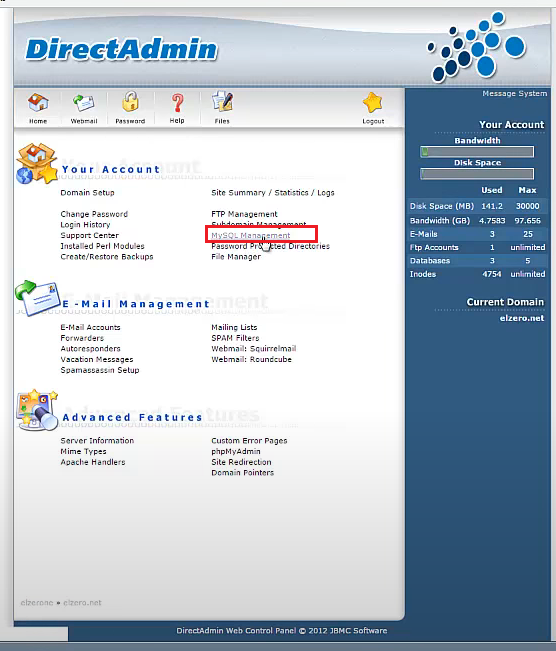 DirectAdmin
Message System
Home
Webmail
Password
Help
Files
Logout
Your Account
Domain Setup
Site Summary / Statistics / Logs
Change Password
FTP Management
Login History
Subdomain Management
Support Center
MySQL Management
Installed Perl Modules
Password Protected Directories
Create/Restore Backups
File Manager
E-Mail Management
E-Mail Accounts
Mailing Lists
Forwarders
SPAM Filters
Autoresponders
Webmail: Squirrelmail
Vacation Messages
Webmail: Roundcube
Spamassassin Setup
Advanced Features
Server Information
Custom Error Pages
Mime Types
phpMyAdmin
Apache Handlers
Site Redirection
Domain Pointers
Your Account
Bandwidth
Disk Space
Used Max
Disk Space (MB) 141.2 30000
Bandwidth (GB) 4.7583 97.656
E-Mails 3 25
Ftp Accounts 1 unlimited
Databases 3 5
Inodes 4754 unlimited
Current Domain
elzero.net
elzerone » elzero.net
DirectAdmin Web Control Panel © 2012 JBMC Software